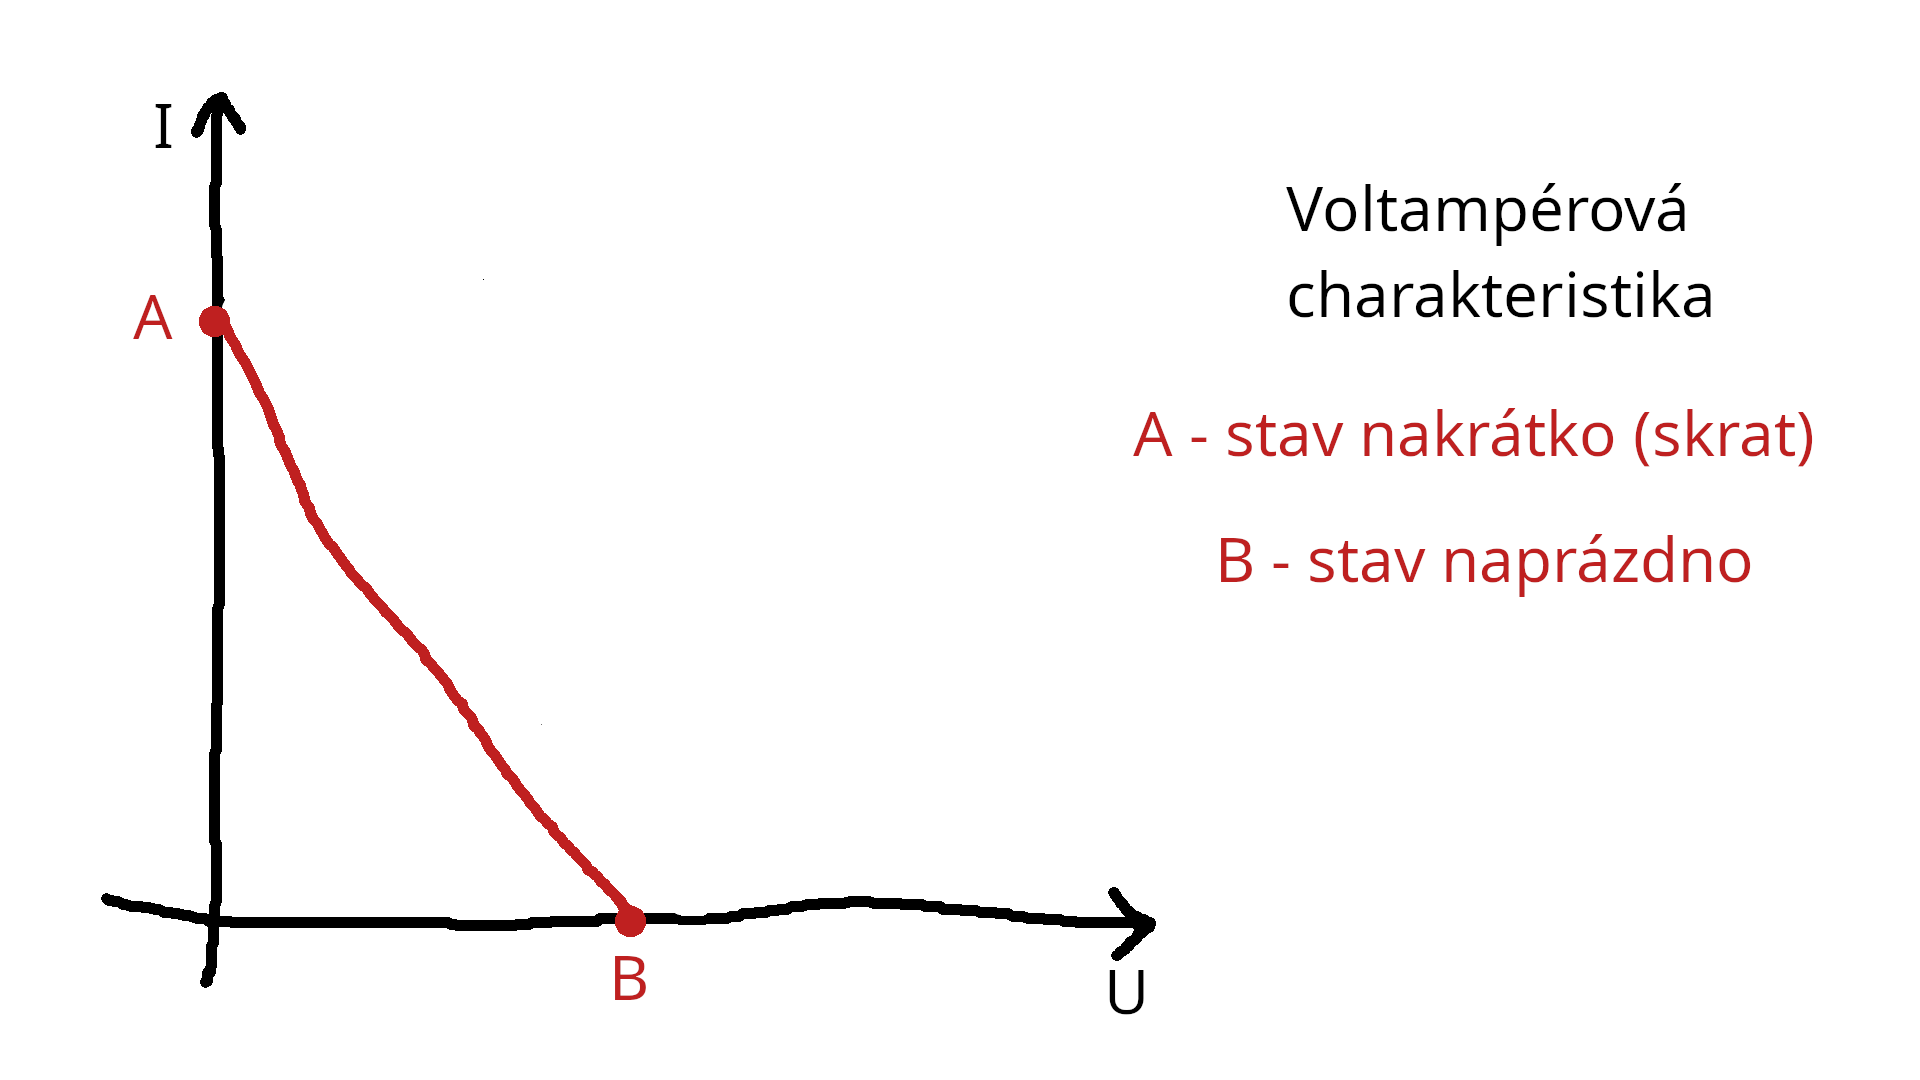 I
Voltampérová
charakteristika
A
A - stav nakrátko (skrat)
B - stav naprázdno
B
U